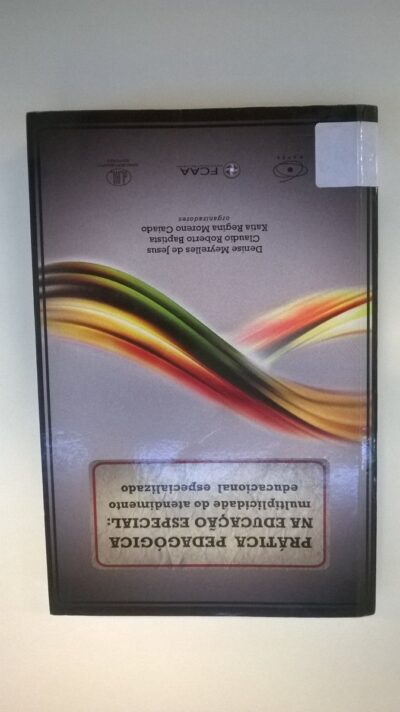 PRÁTICA PEDAGÓGICA
NA EDUCAÇÃO ESPECIAL:
multiplicidade do atendimento
educacional especializado
Denise Meyrelles de Jesus
Claudio Roberto Baptista
Katia Regina Moreno Caiado
organizadores
FCAA